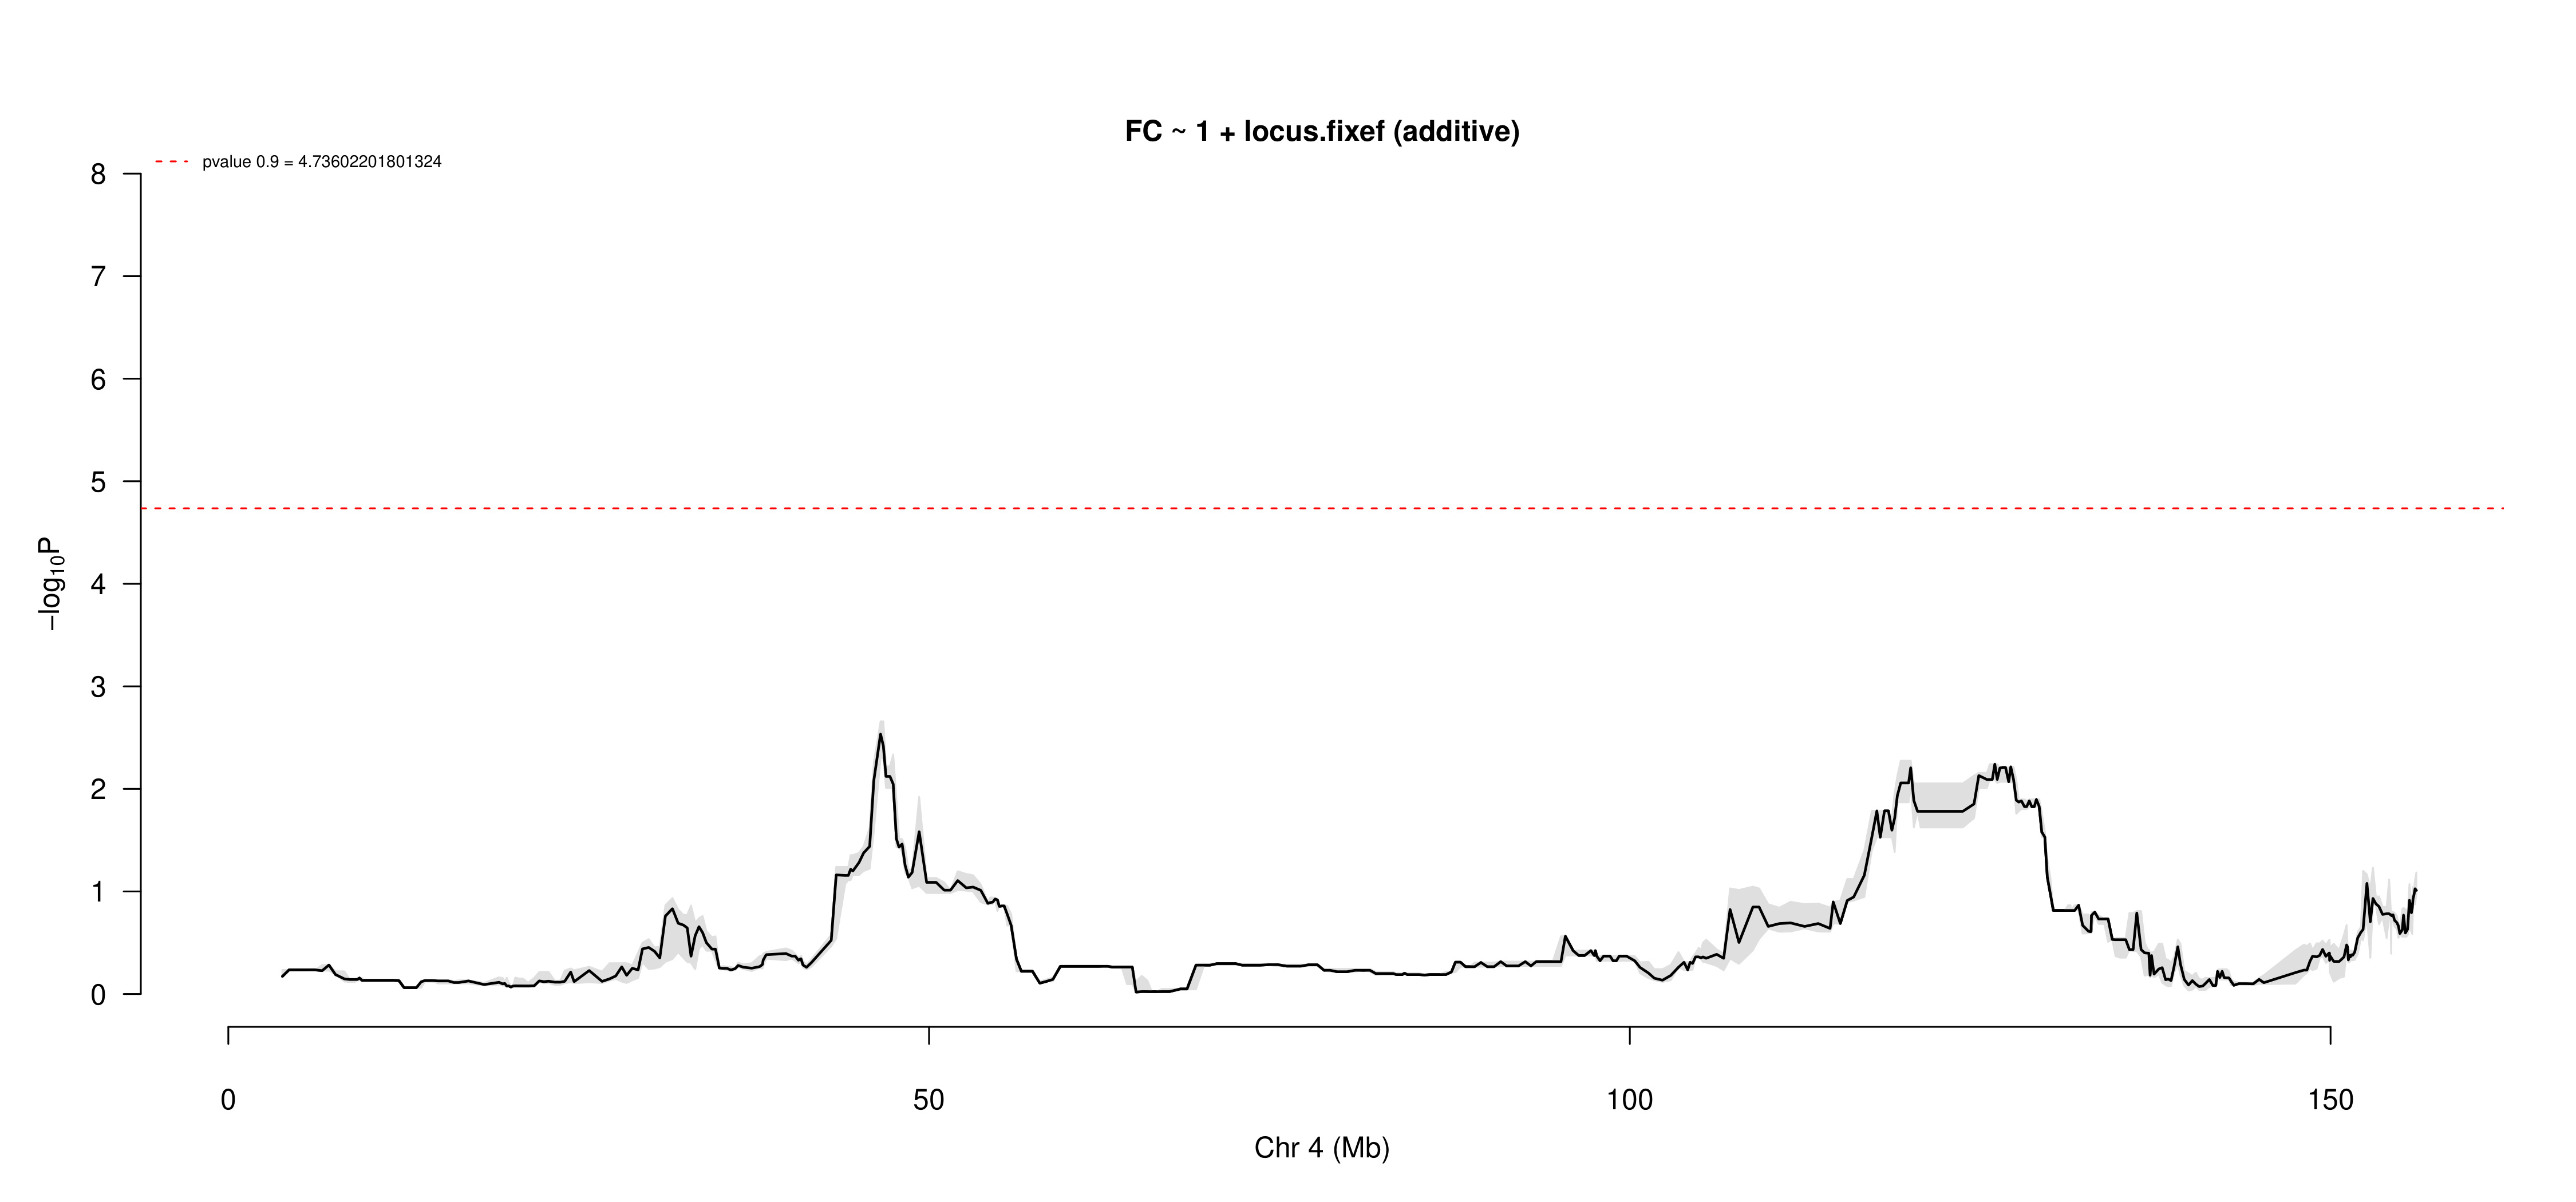 FC ~ 1 + locus.fixef (additive)
pvalue 0.9 = 4.73602201801324
8
7
6
5
4
3
2
1
0
−log10P
0 50 100 150
Chr 4 (Mb)